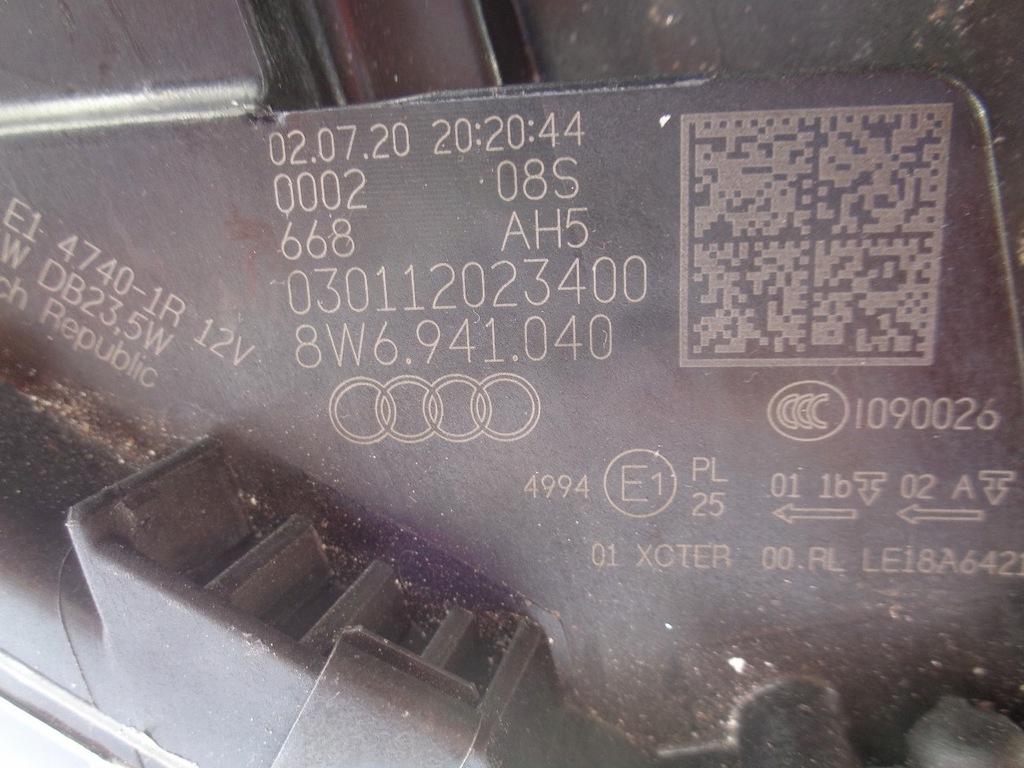 02.07.20 20:20:44
0002 08S
668 AH5
030112023400
8W6.941.040
E1 4740-1R 12V
W DB23,5W
ch Republic
CCC 1090026
4994 E1 PL 25 01 1b 02 A
01 XCTER 00 RL LE18A6421